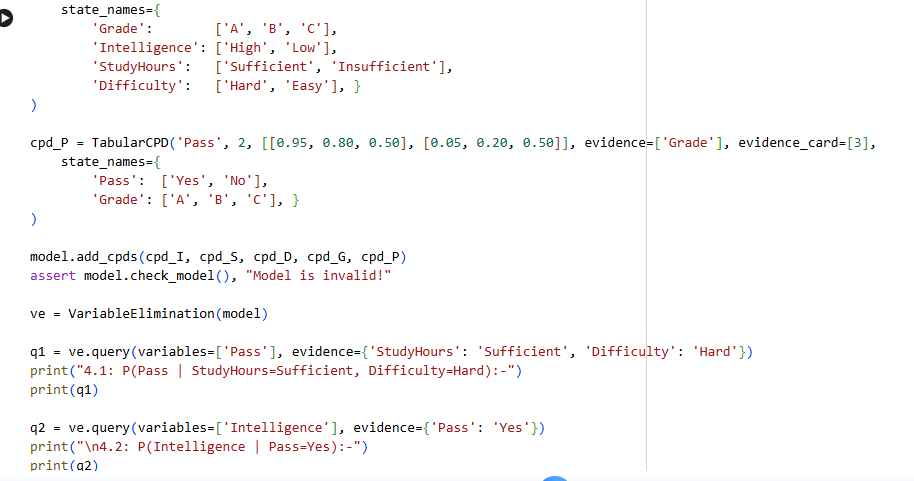 state_names={
'Grade': ['A', 'B', 'C'],
'Intelligence': ['High', 'Low'],
'StudyHours': ['Sufficient', 'Insufficient'],
'Difficulty': ['Hard', 'Easy'], }
)
cpd_P = TabularCPD('Pass', 2, [[0.95, 0.80, 0.50], [0.05, 0.20, 0.50]], evidence=['Grade'], evidence_card=[3],
state_names={
'Pass': ['Yes', 'No'],
'Grade': ['A', 'B', 'C'], }
)
model.add_cpds(cpd_I, cpd_S, cpd_D, cpd_G, cpd_P)
assert model.check_model(), "Model is invalid!"
ve = VariableElimination(model)
q1 = ve.query(variables=['Pass'], evidence={'StudyHours': 'Sufficient', 'Difficulty': 'Hard'})
print("4.1: P(Pass | StudyHours=Sufficient, Difficulty=Hard):-")
print(q1)
q2 = ve.query(variables=['Intelligence'], evidence={'Pass': 'Yes'})
print("\n4.2: P(Intelligence | Pass=Yes):-")
print(q2)